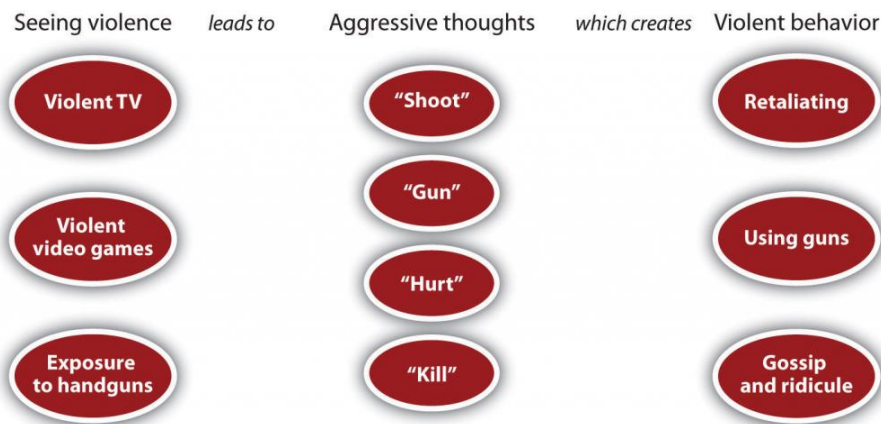 Seeing violence leads to Aggressive thoughts which creates Violent behavior
Violent TV
Violent
video games
Exposure
to handguns
“Shoot”
“Gun”
“Hurt”
“Kill”
Retaliating
Using guns
Gossip
and ridicule